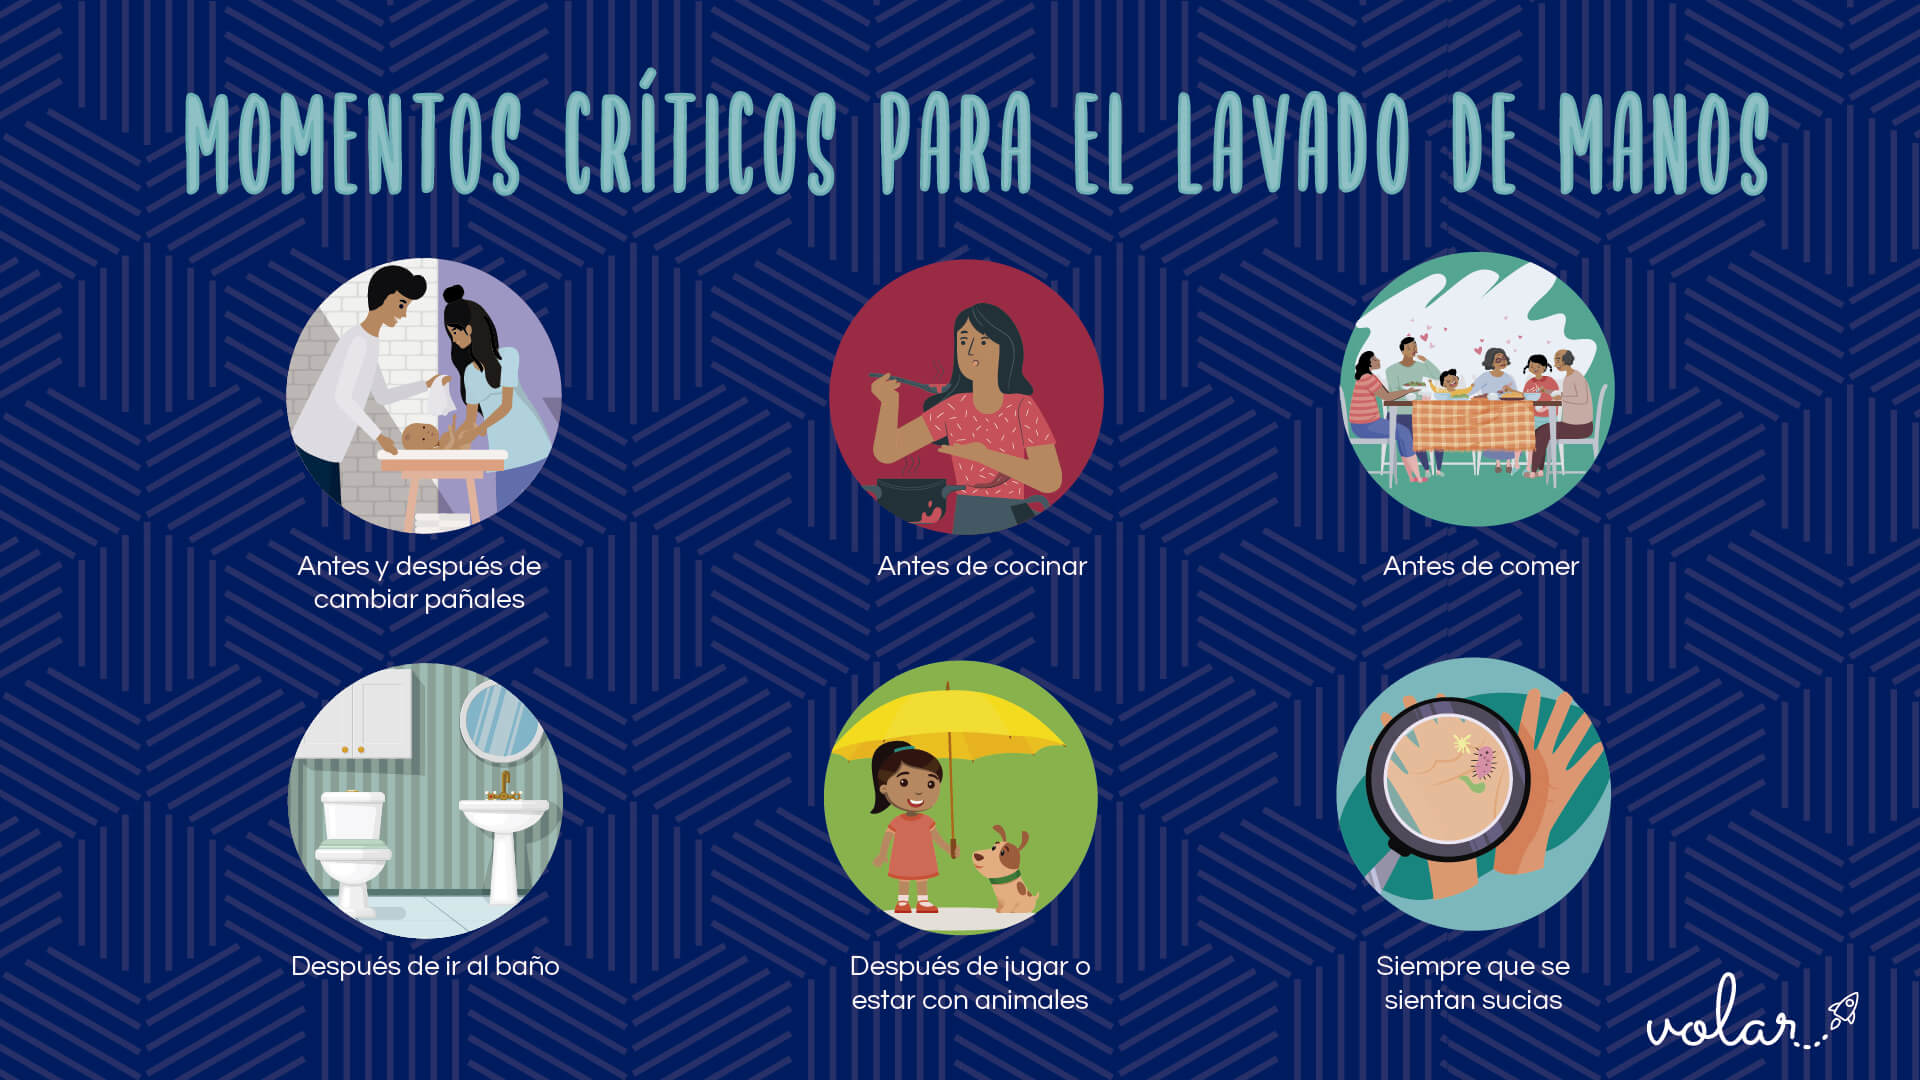 MOMENTOS CRÍTICOS PARA EL LAVADO DE MANOS
Antes y después de
cambiar pañales
Antes de cocinar
Antes de comer
Después de ir al baño
Después de jugar o
estar con animales
Siempre que se
sientan sucias
volar